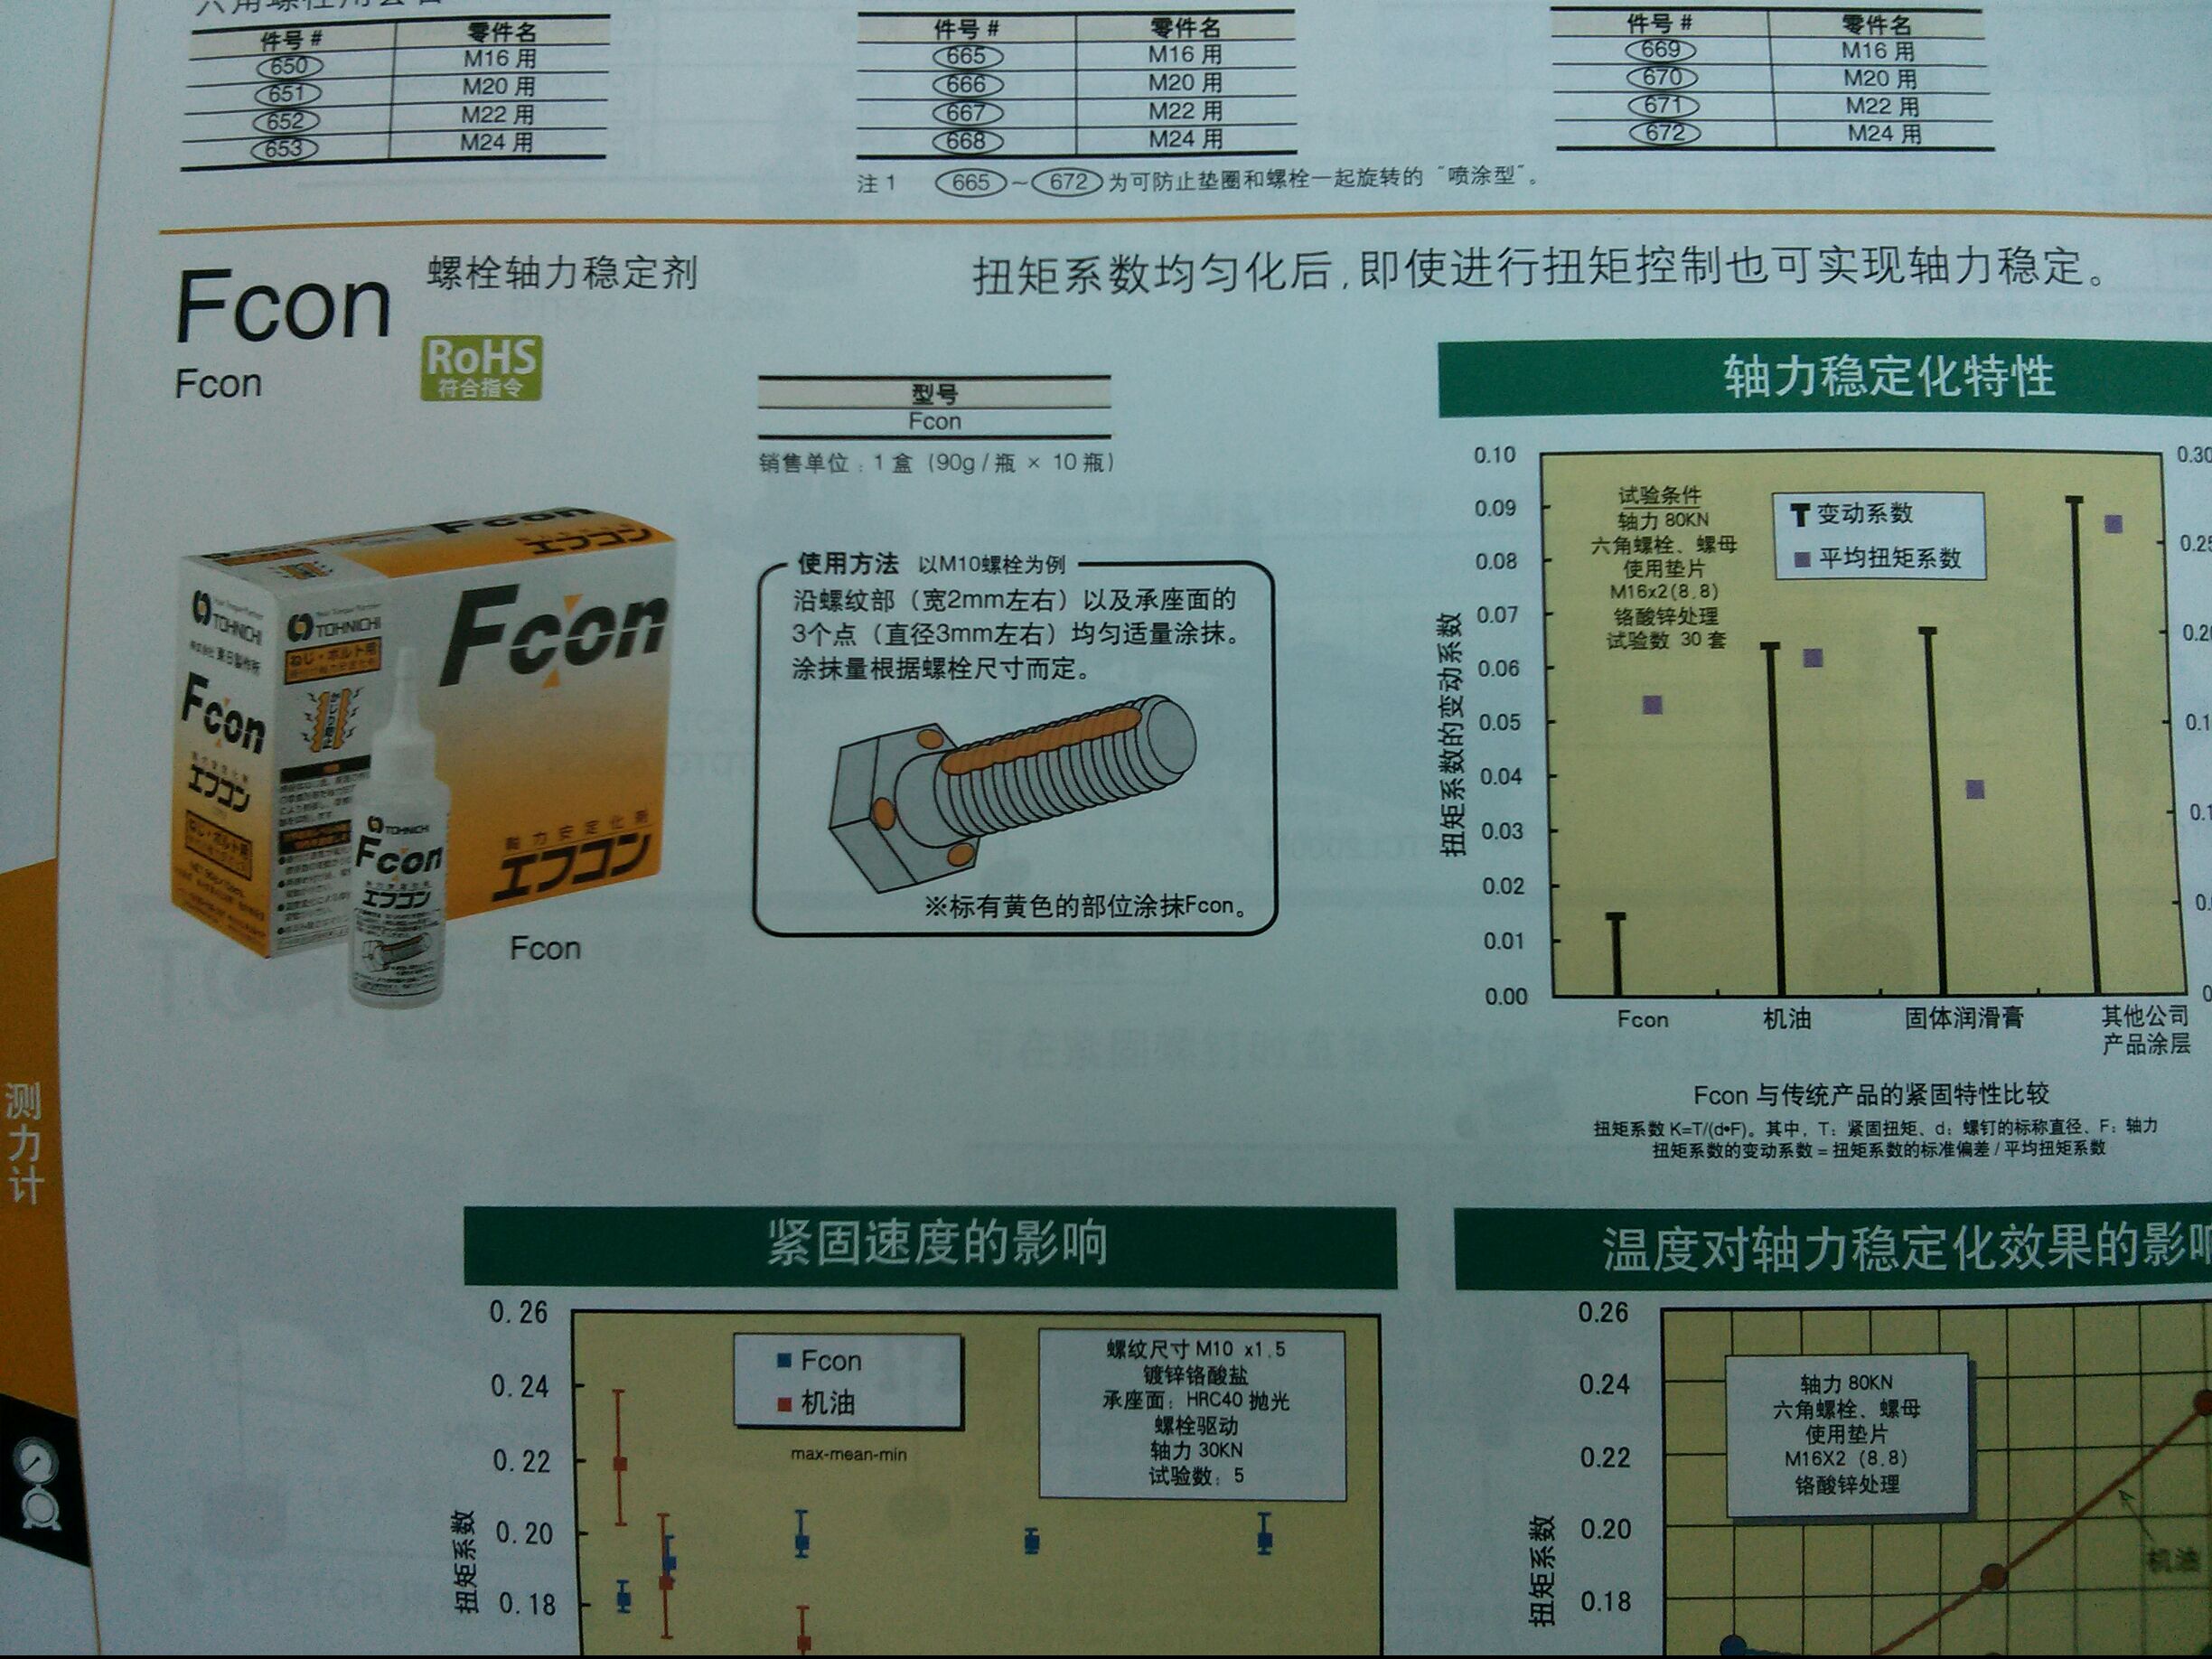 件号 # 零件名
650 M16 用
651 M20 用
652 M22 用
653 M24 用
件号 # 零件名
665 M16 用
666 M20 用
667 M22 用
668 M24 用
件号 # 零件名
669 M16 用
670 M20 用
671 M22 用
672 M24 用
注 1 665 ~ 672 为可防止垫圈和螺栓一起旋转的 “喷涂型”。
Fcon 螺栓轴力稳定剂
Fcon
RoHS
符合指令
扭矩系数均匀化后,即使进行扭矩控制也可实现轴力稳定。
型号
Fcon
销售单位：1 盒 (90g / 瓶 × 10 瓶)
Fcon
エフコン
TOHNICHI
TOHNICHI
ねじ・ボルト用
Fcon
Fcon
エフコン
ねじ・ボルト用
軸力安定化剤
エフコン
TOHNICHI
Fcon
エフコン
Fcon
使用方法 以M10螺栓为例
沿螺纹部（宽2mm左右）以及承座面的
3个点（直径3mm左右）均匀适量涂抹。
涂抹量根据螺栓尺寸而定。
※标有黄色的部位涂抹Fcon。
轴力稳定化特性
0.10
0.09
0.08
0.07
0.06
0.05
0.04
0.03
0.02
0.01
0.00
扭矩系数的变动系数
试验条件
轴力 80KN
六角螺栓、螺母
使用垫片
M16x2(8.8)
铬酸锌处理
试验数 30 套
变动系数
平均扭矩系数
Fcon 机油 固体润滑膏 其他公司
产品涂层
Fcon 与传统产品的紧固特性比较
扭矩系数 K=T/(d•F)。其中，T：紧固扭矩、d：螺钉的标称直径、F：轴力
扭矩系数的变动系数 = 扭矩系数的标准偏差 / 平均扭矩系数
测力计
紧固速度的影响
0.26
0.24
0.22
0.20
0.18
扭矩系数
Fcon
机油
max-mean-min
螺纹尺寸 M10 x1.5
镀锌铬酸盐
承座面：HRC40 抛光
螺栓驱动
轴力 30KN
试验数：5
温度对轴力稳定化效果的影
0.26
0.24
0.22
0.20
0.18
扭矩系数
轴力 80KN
六角螺栓、螺母
使用垫片
M16X2 (8.8)
铬酸锌处理
机油